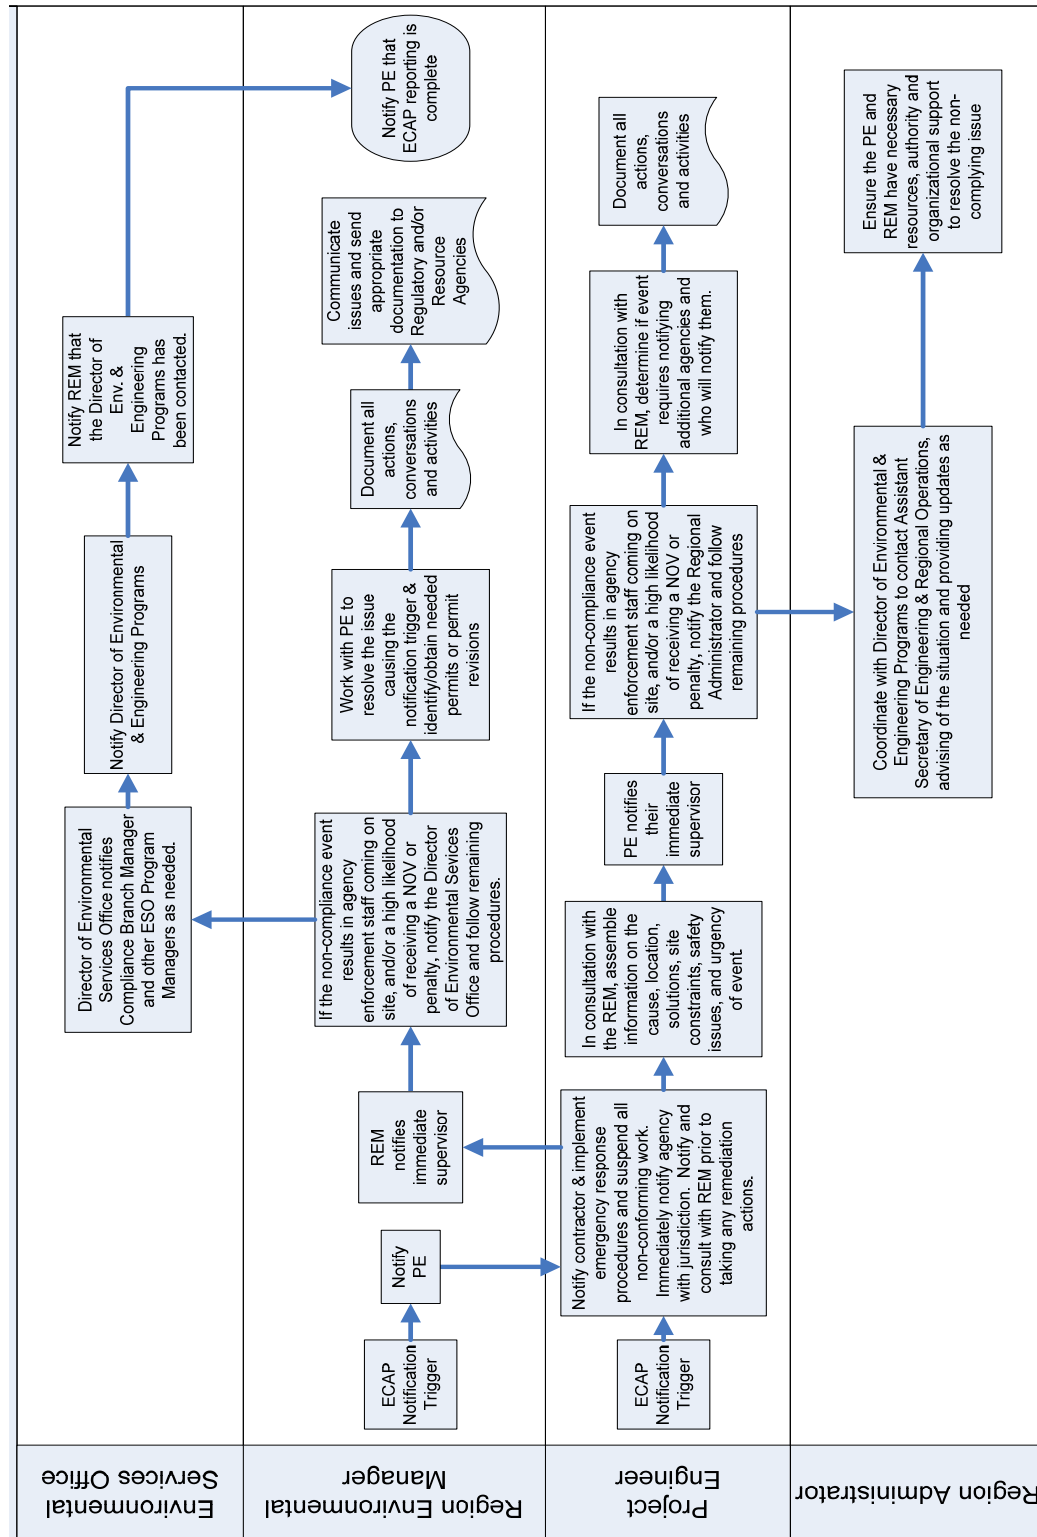 Environmental
Services Office
Director of Environmental
Services Office notifies
Compliance Branch Manager
and other ESO Program
Managers as needed.
Notify Director of Environmental
& Engineering Programs
Notify REM that
the Director of
Env. &
Engineering
Programs has
been contacted.
Region Environmental
Manager
ECAP
Notification
Trigger
Notify
PE
REM
notifies
immediate
supervisor
If the non-compliance event
results in agency
enforcement staff coming on
site, and/or a high likelihood
of receiving a NOV or
penalty, notify the Director
of Environmental Sevices
Office and follow remaining
procedures.
Work with PE to
resolve the issue
causing the
notification trigger &
identify/obtain needed
permits or permit
revisions
Document all
actions,
conversations
and activities
Communicate
issues and send
appropriate
documentation to
Regulatory and/or
Resource
Agencies
Notify PE that
ECAP reporting is
complete
Project
Engineer
ECAP
Notification
Trigger
Notify contractor & implement
emergency response
procedures and suspend all
non-conforming work.
Immediately notify agency
with jurisdiction.  Notify and
consult with REM prior to
taking any remediation
actions.
In consultation with
the REM, assemble
information on the
cause, location,
solutions, site
constraints, safety
issues, and urgency
of event.
PE notifies
their
immediate
supervisor
If the non-compliance event
results in agency
enforcement staff coming on
site, and/or a high likelihood
of receiving a NOV or
penalty, notify the Regional
Administrator and follow
remaining procedures
In consultation with
REM, determine if event
requires notifying
additional agencies and
who will notify them.
Document all
actions,
conversations
and activities
Region Administrator
Coordinate with Director of Environmental &
Engineering Programs to contact Assistant
Secretary of Engineering & Regional Operations,
advising of the situation and providing updates as
needed
Ensure the PE and
REM have necessary
resources, authority and
organizational support
to resolve the non-
complying issue